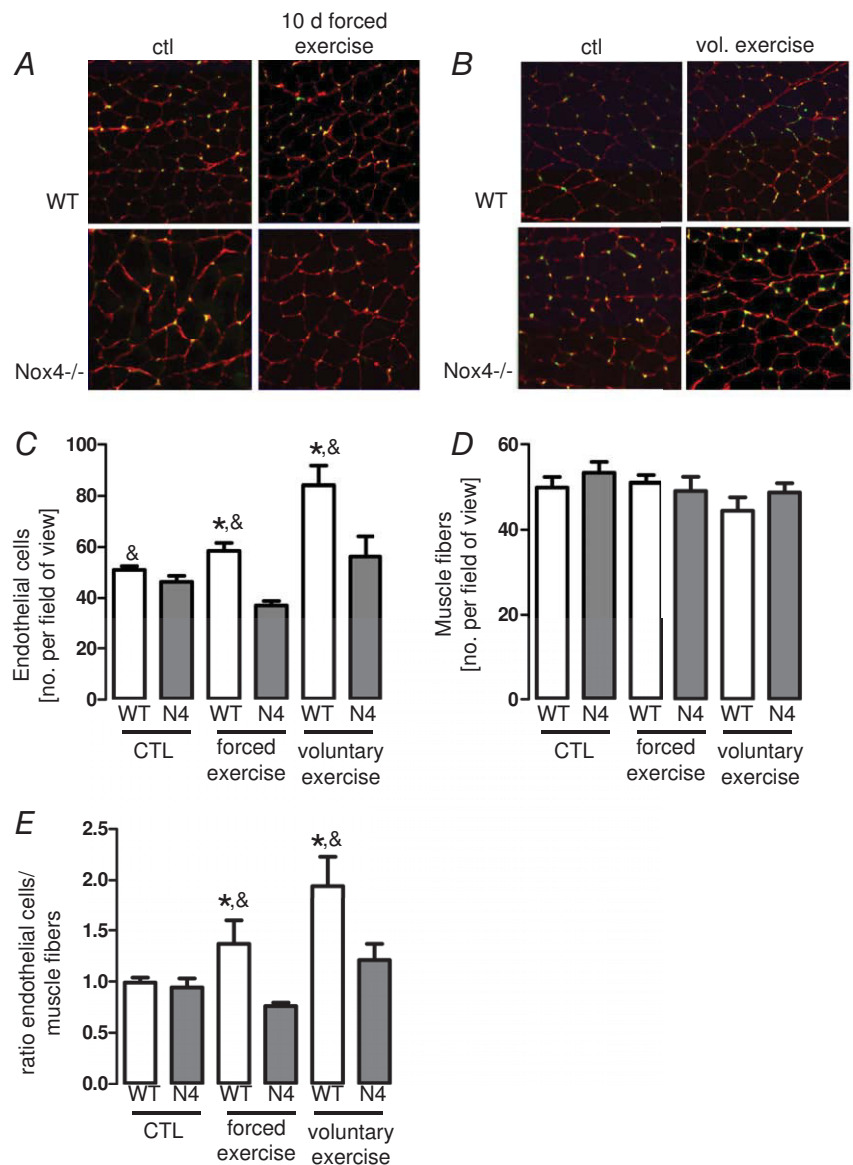 A
ctl
10 d forced
exercise
WT
Nox4-/-
B
ctl
vol. exercise
WT
Nox4-/-
C
Endothelial cells
[no. per field of view]
100
80
60
40
20
0
&
*,&
*,&
WT N4 WT N4 WT N4
CTL
forced
exercise
voluntary
exercise
D
Muscle fibers
[no. per field of view]
60
40
20
0
WT N4 WT N4 WT N4
CTL
forced
exercise
voluntary
exercise
E
ratio endothelial cells/
muscle fibers
2.5
2.0
1.5
1.0
0.5
0.0
*,&
*,&
WT N4 WT N4 WT N4
CTL
forced
exercise
voluntary
exercise